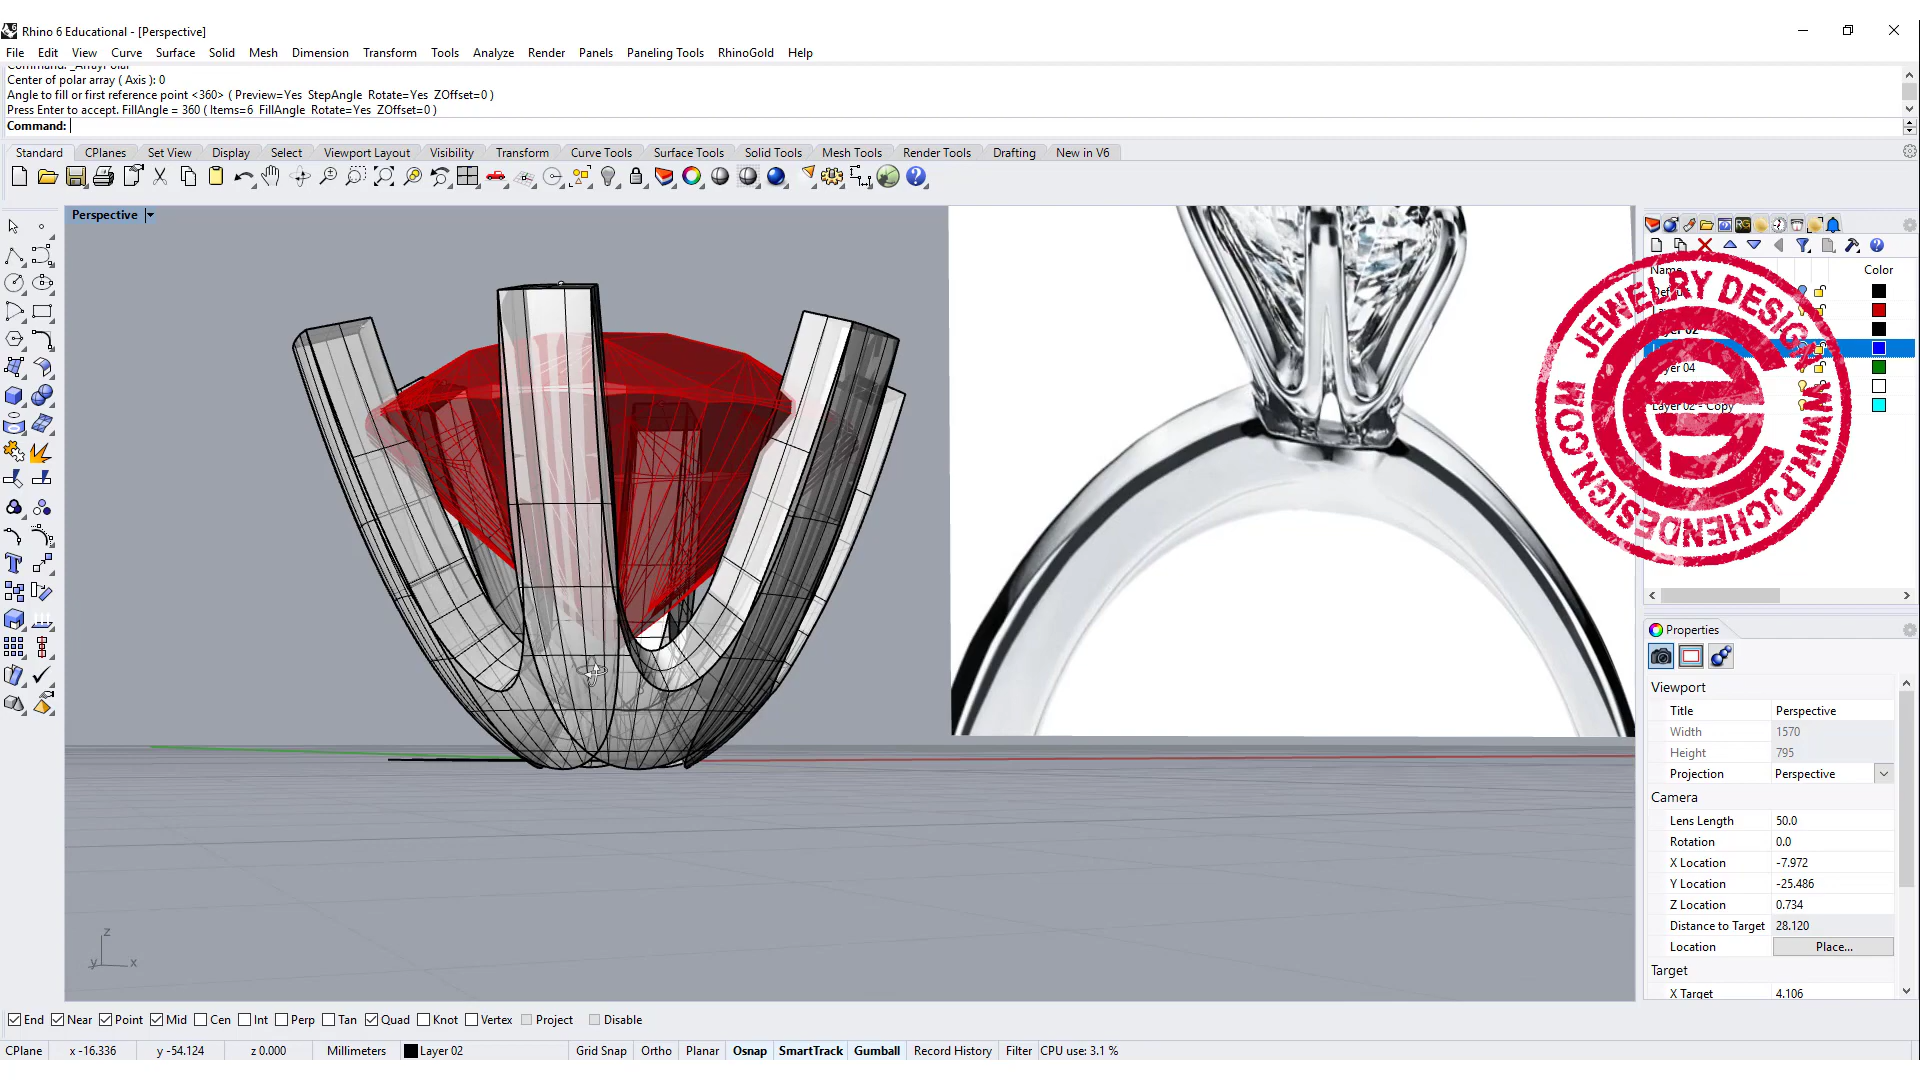 Rhino 6 Educational - [Perspective]
File Edit View Curve Surface Solid Mesh Dimension Transform Tools Analyze Render Panels Paneling Tools RhinoGold Help
Command: _ArrayPolar
Center of polar array ( Axis ): 0
Angle to fill or first reference point <360> ( Preview=Yes StepAngle Rotate=Yes ZOffset=0 )
Press Enter to accept. FillAngle = 360 ( Items=6 FillAngle Rotate=Yes ZOffset=0 )
Command:
Standard CPlanes Set View Display Select Viewport Layout Visibility Transform Curve Tools Surface Tools Solid Tools Mesh Tools Render Tools Drafting New in V6
Perspective
RG
Name Color
Layer 04
Layer 02 - Copy
JEWELRY DESIGN
WWW.PJCHENDESIGN.COM
Properties
Viewport
Title Perspective
Width 1570
Height 795
Projection Perspective
Camera
Lens Length 50.0
Rotation 0.0
X Location -7.972
Y Location -25.486
Z Location 0.734
Distance to Target 28.120
Location Place...
Target
X Target 4.106
z
y x
End Near Point Mid Cen Int Perp Tan Quad Knot Vertex Project Disable
CPlane x -16.336 y -54.124 z 0.000 Millimeters Layer 02 Grid Snap Ortho Planar Osnap SmartTrack Gumball Record History Filter CPU use: 3.1 %